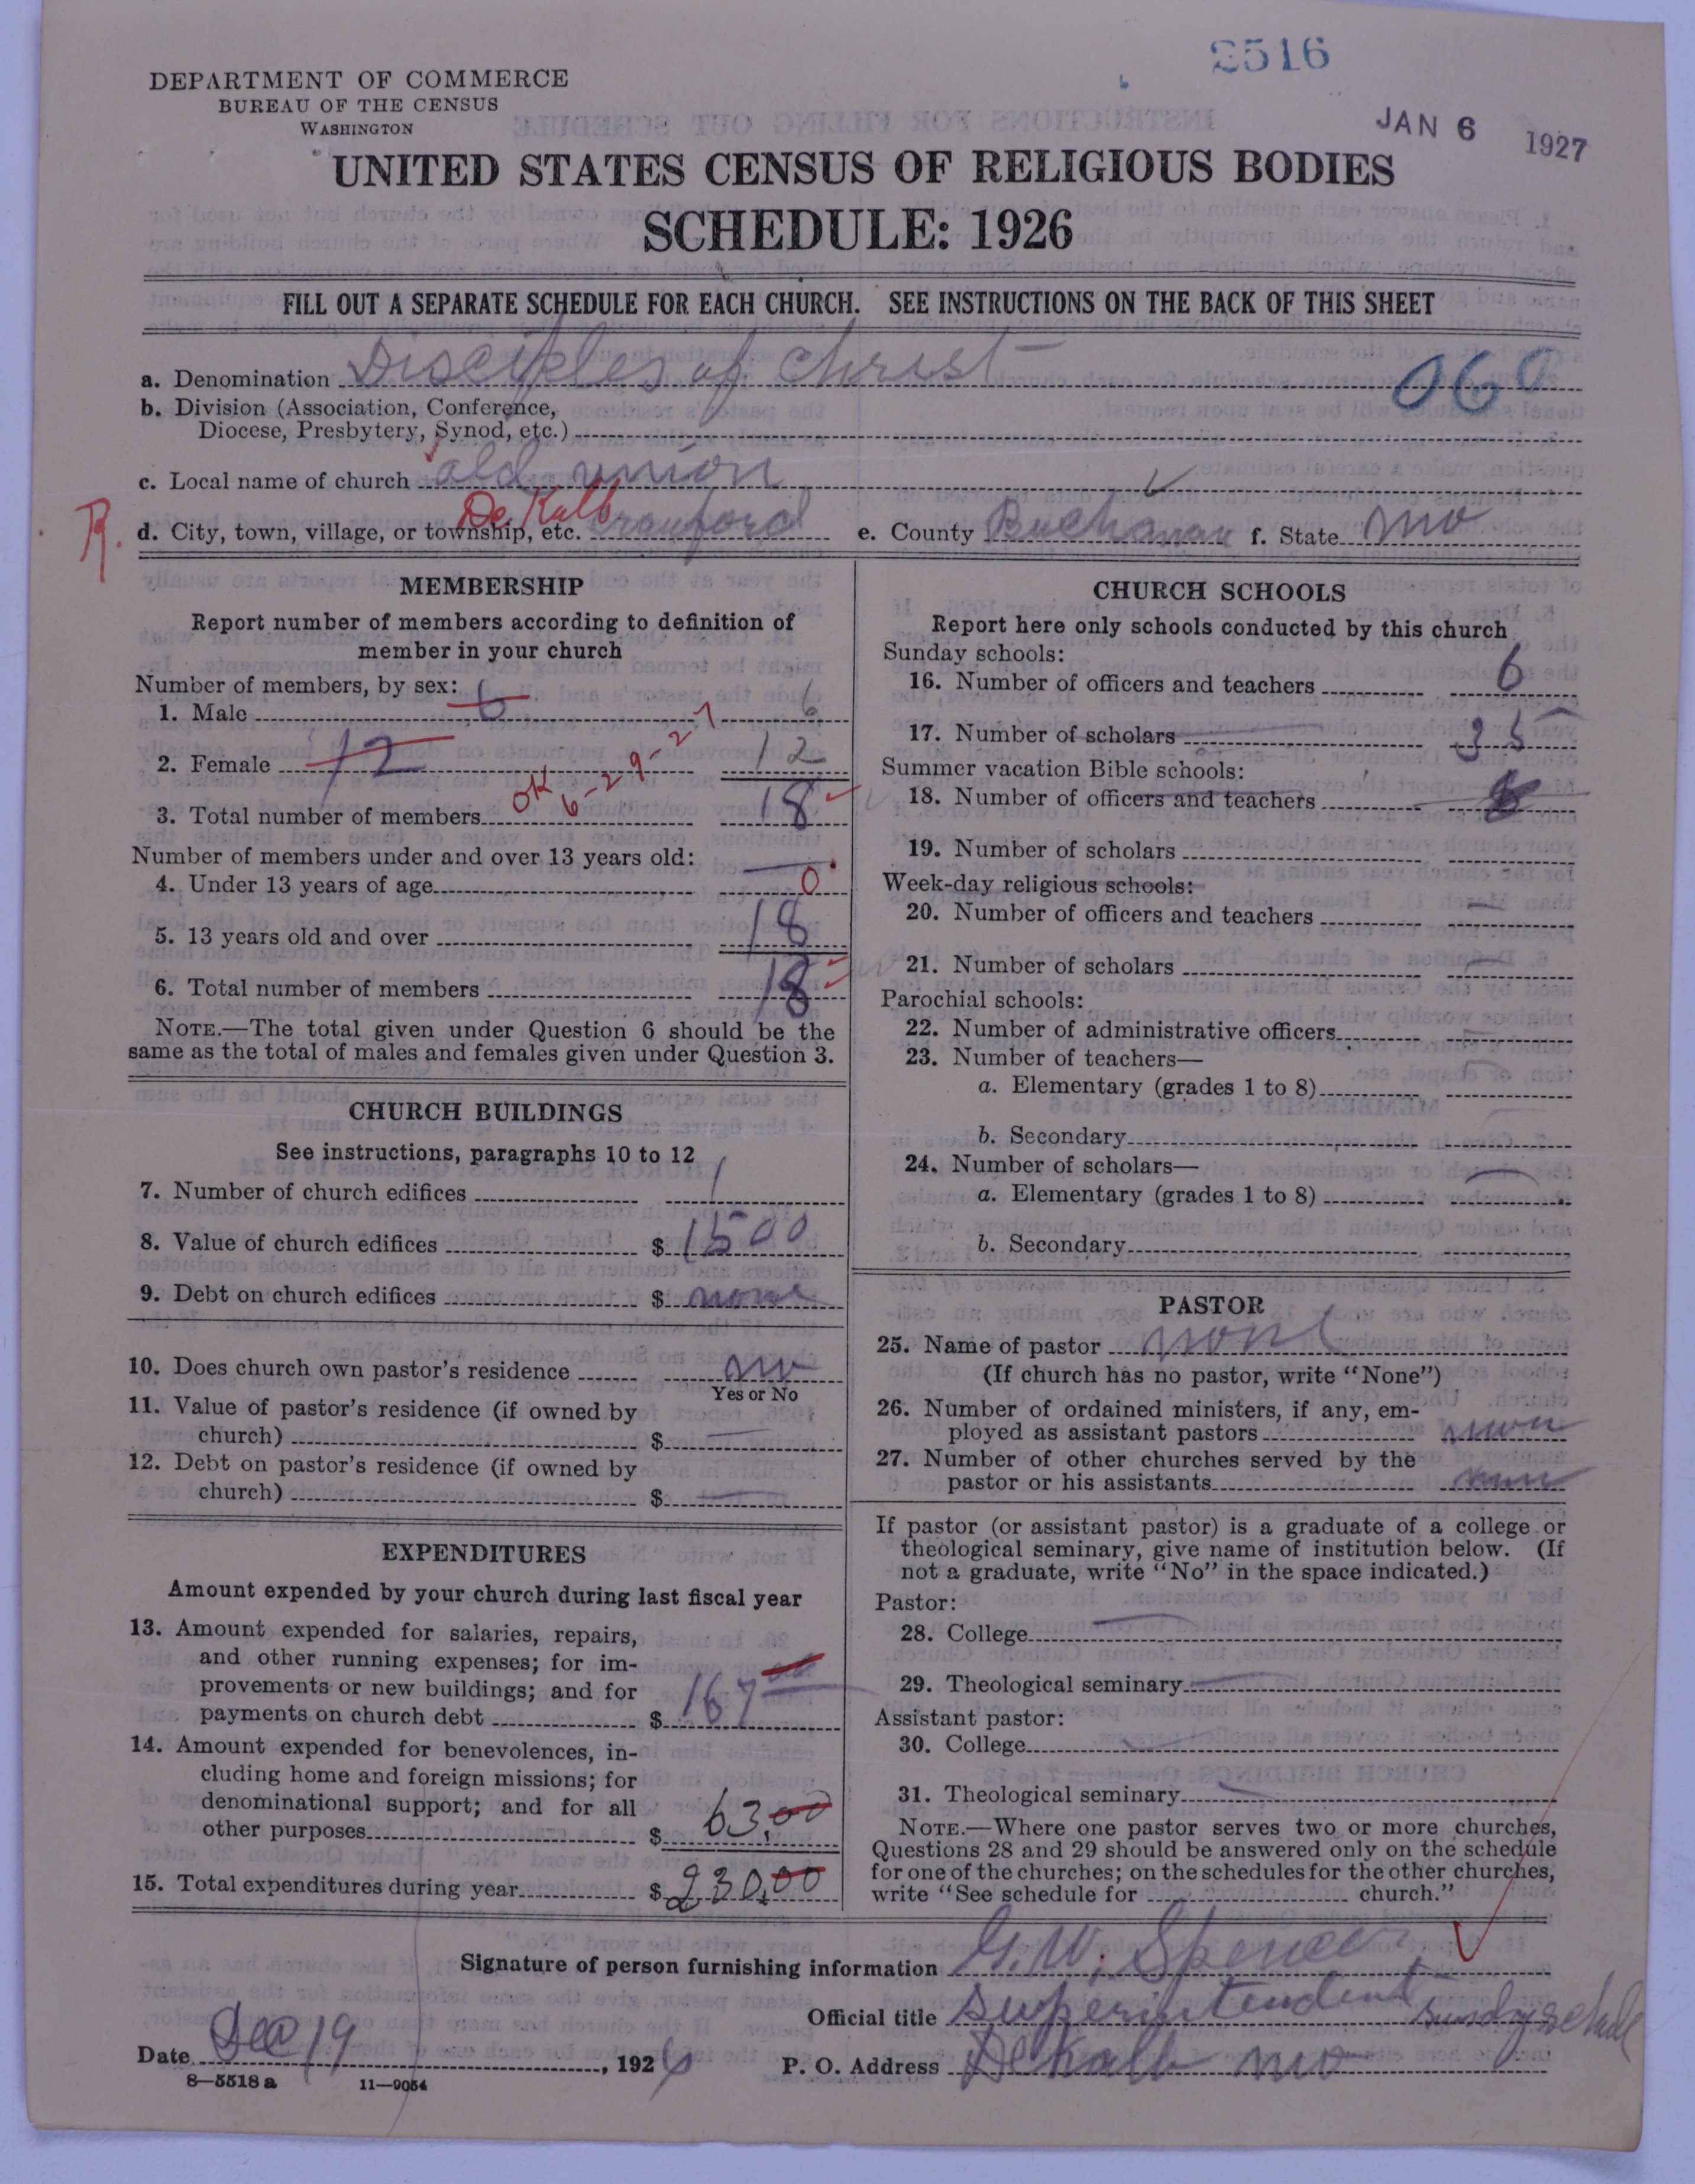 2516
DEPARTMENT OF COMMERCE
BUREAU OF THE CENSUS
WASHINGTON
JAN 6 1927
UNITED STATES CENSUS OF RELIGIOUS BODIES
SCHEDULE: 1926
FILL OUT A SEPARATE SCHEDULE FOR EACH CHURCH. SEE INSTRUCTIONS ON THE BACK OF THIS SHEET
a. Denomination Disciples of Christ 060
b. Division (Association, Conference,
Diocese, Presbytery, Synod, etc.)
c. Local name of church old union
R. d. City, town, village, or township, etc. De Kalb Crawford e. County Buchanan f. State Mo
MEMBERSHIP
Report number of members according to definition of
member in your church
Number of members, by sex:
1. Male 6 6
2. Female 12 12
OK 6-29-27
3. Total number of members 18
Number of members under and over 13 years old:
4. Under 13 years of age 0
5. 13 years old and over 18
6. Total number of members 18
NOTE.—The total given under Question 6 should be the
same as the total of males and females given under Question 3.
CHURCH BUILDINGS
See instructions, paragraphs 10 to 12
7. Number of church edifices 1
8. Value of church edifices $ 1500
9. Debt on church edifices $ none
10. Does church own pastor's residence no
Yes or No
11. Value of pastor's residence (if owned by
church) $ —
12. Debt on pastor's residence (if owned by
church) $ —
EXPENDITURES
Amount expended by your church during last fiscal year
13. Amount expended for salaries, repairs,
and other running expenses; for im-
provements or new buildings; and for
payments on church debt $ 167 00
14. Amount expended for benevolences, in-
cluding home and foreign missions; for
denominational support; and for all
other purposes $ 63.00
15. Total expenditures during year $ 230.00
CHURCH SCHOOLS
Report here only schools conducted by this church
Sunday schools:
16. Number of officers and teachers 6
17. Number of scholars 35
Summer vacation Bible schools:
18. Number of officers and teachers
19. Number of scholars
Week-day religious schools:
20. Number of officers and teachers —
21. Number of scholars —
Parochial schools:
22. Number of administrative officers —
23. Number of teachers—
a. Elementary (grades 1 to 8) —
b. Secondary —
24. Number of scholars—
a. Elementary (grades 1 to 8) —
b. Secondary
PASTOR
25. Name of pastor none
(If church has no pastor, write "None")
26. Number of ordained ministers, if any, em-
ployed as assistant pastors
27. Number of other churches served by the
pastor or his assistants
If pastor (or assistant pastor) is a graduate of a college or
theological seminary, give name of institution below. (If
not a graduate, write "No" in the space indicated.)
Pastor:
28. College —
29. Theological seminary —
Assistant pastor:
30. College —
31. Theological seminary —
NOTE.—Where one pastor serves two or more churches,
Questions 28 and 29 should be answered only on the schedule
for one of the churches; on the schedules for the other churches,
write "See schedule for church."
Signature of person furnishing information G. W. Spencer
Official title Superintendent Sunday schule
Date Dec 19, 1926 P. O. Address DeKalb Mo
8—5518 a 11—9054